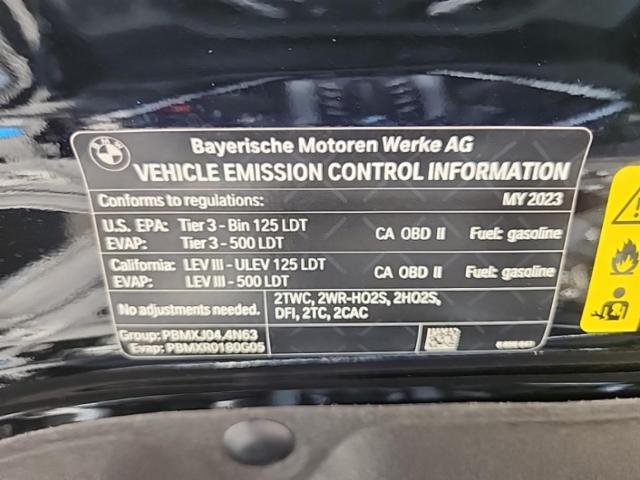 Bayerische Motoren Werke AG
VEHICLE EMISSION CONTROL INFORMATION
Conforms to regulations: MY 2023
U.S. EPA: Tier 3 - Bin 125 LDT
EVAP: Tier 3 - 500 LDT
CA OBD II Fuel: gasoline
California: LEV III - ULEV 125 LDT
EVAP: LEV III - 500 LDT
CA OBD II Fuel: gasoline
No adjustments needed.
2TWC, 2WR-HO2S, 2HO2S,
DFI, 2TC, 2CAC
Group: PBMXJ04.4N63
Evap: PBMXR0180G05